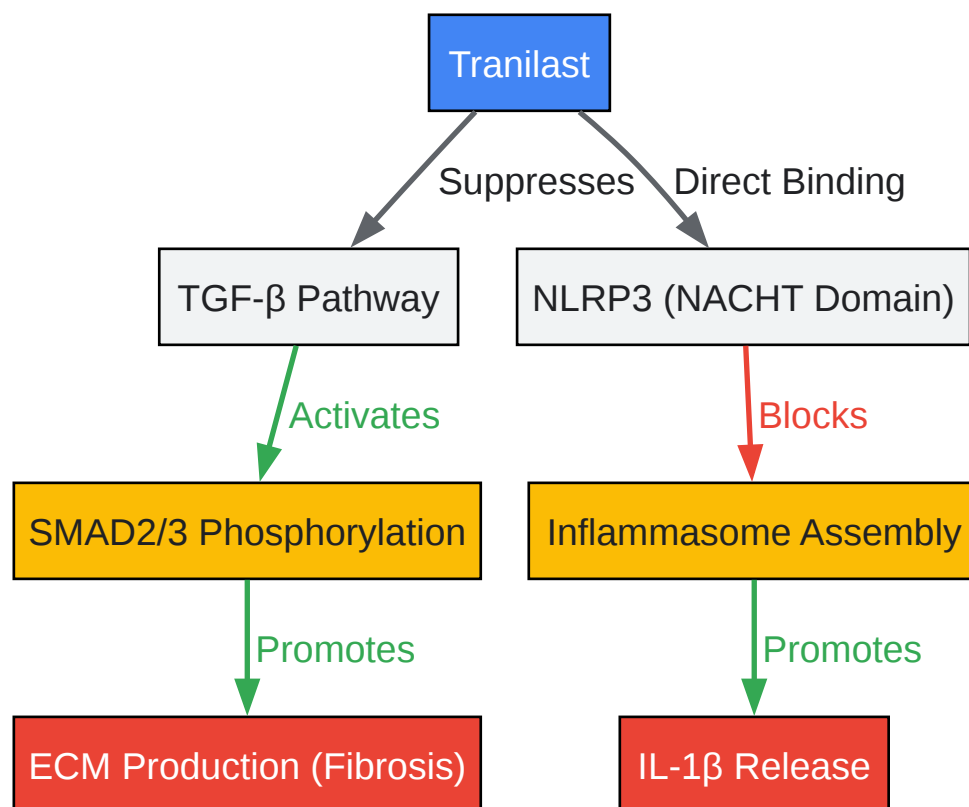 Tranilast
Suppresses
Direct Binding
TGF-β Pathway
NLRP3 (NACHT Domain)
Activates
Blocks
SMAD2/3 Phosphorylation
Inflammasome Assembly
Promotes
Promotes
ECM Production (Fibrosis)
IL-1β Release